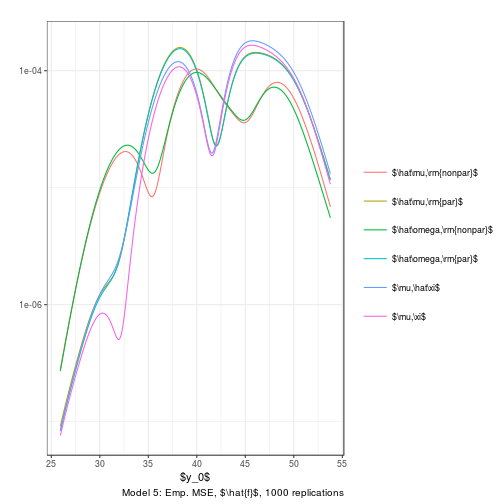 1e-04
1e-06
25 30 35 40 45 50 55
$y_0$
Model 5: Emp. MSE, $\hat{f}$, 1000 replications
$\hat\mu,\rm{nonpar}$
$\hat\mu,\rm{par}$
$\hat\omega,\rm{nonpar}$
$\hat\omega,\rm{par}$
$\mu,\hat\xi$
$\mu,\xi$